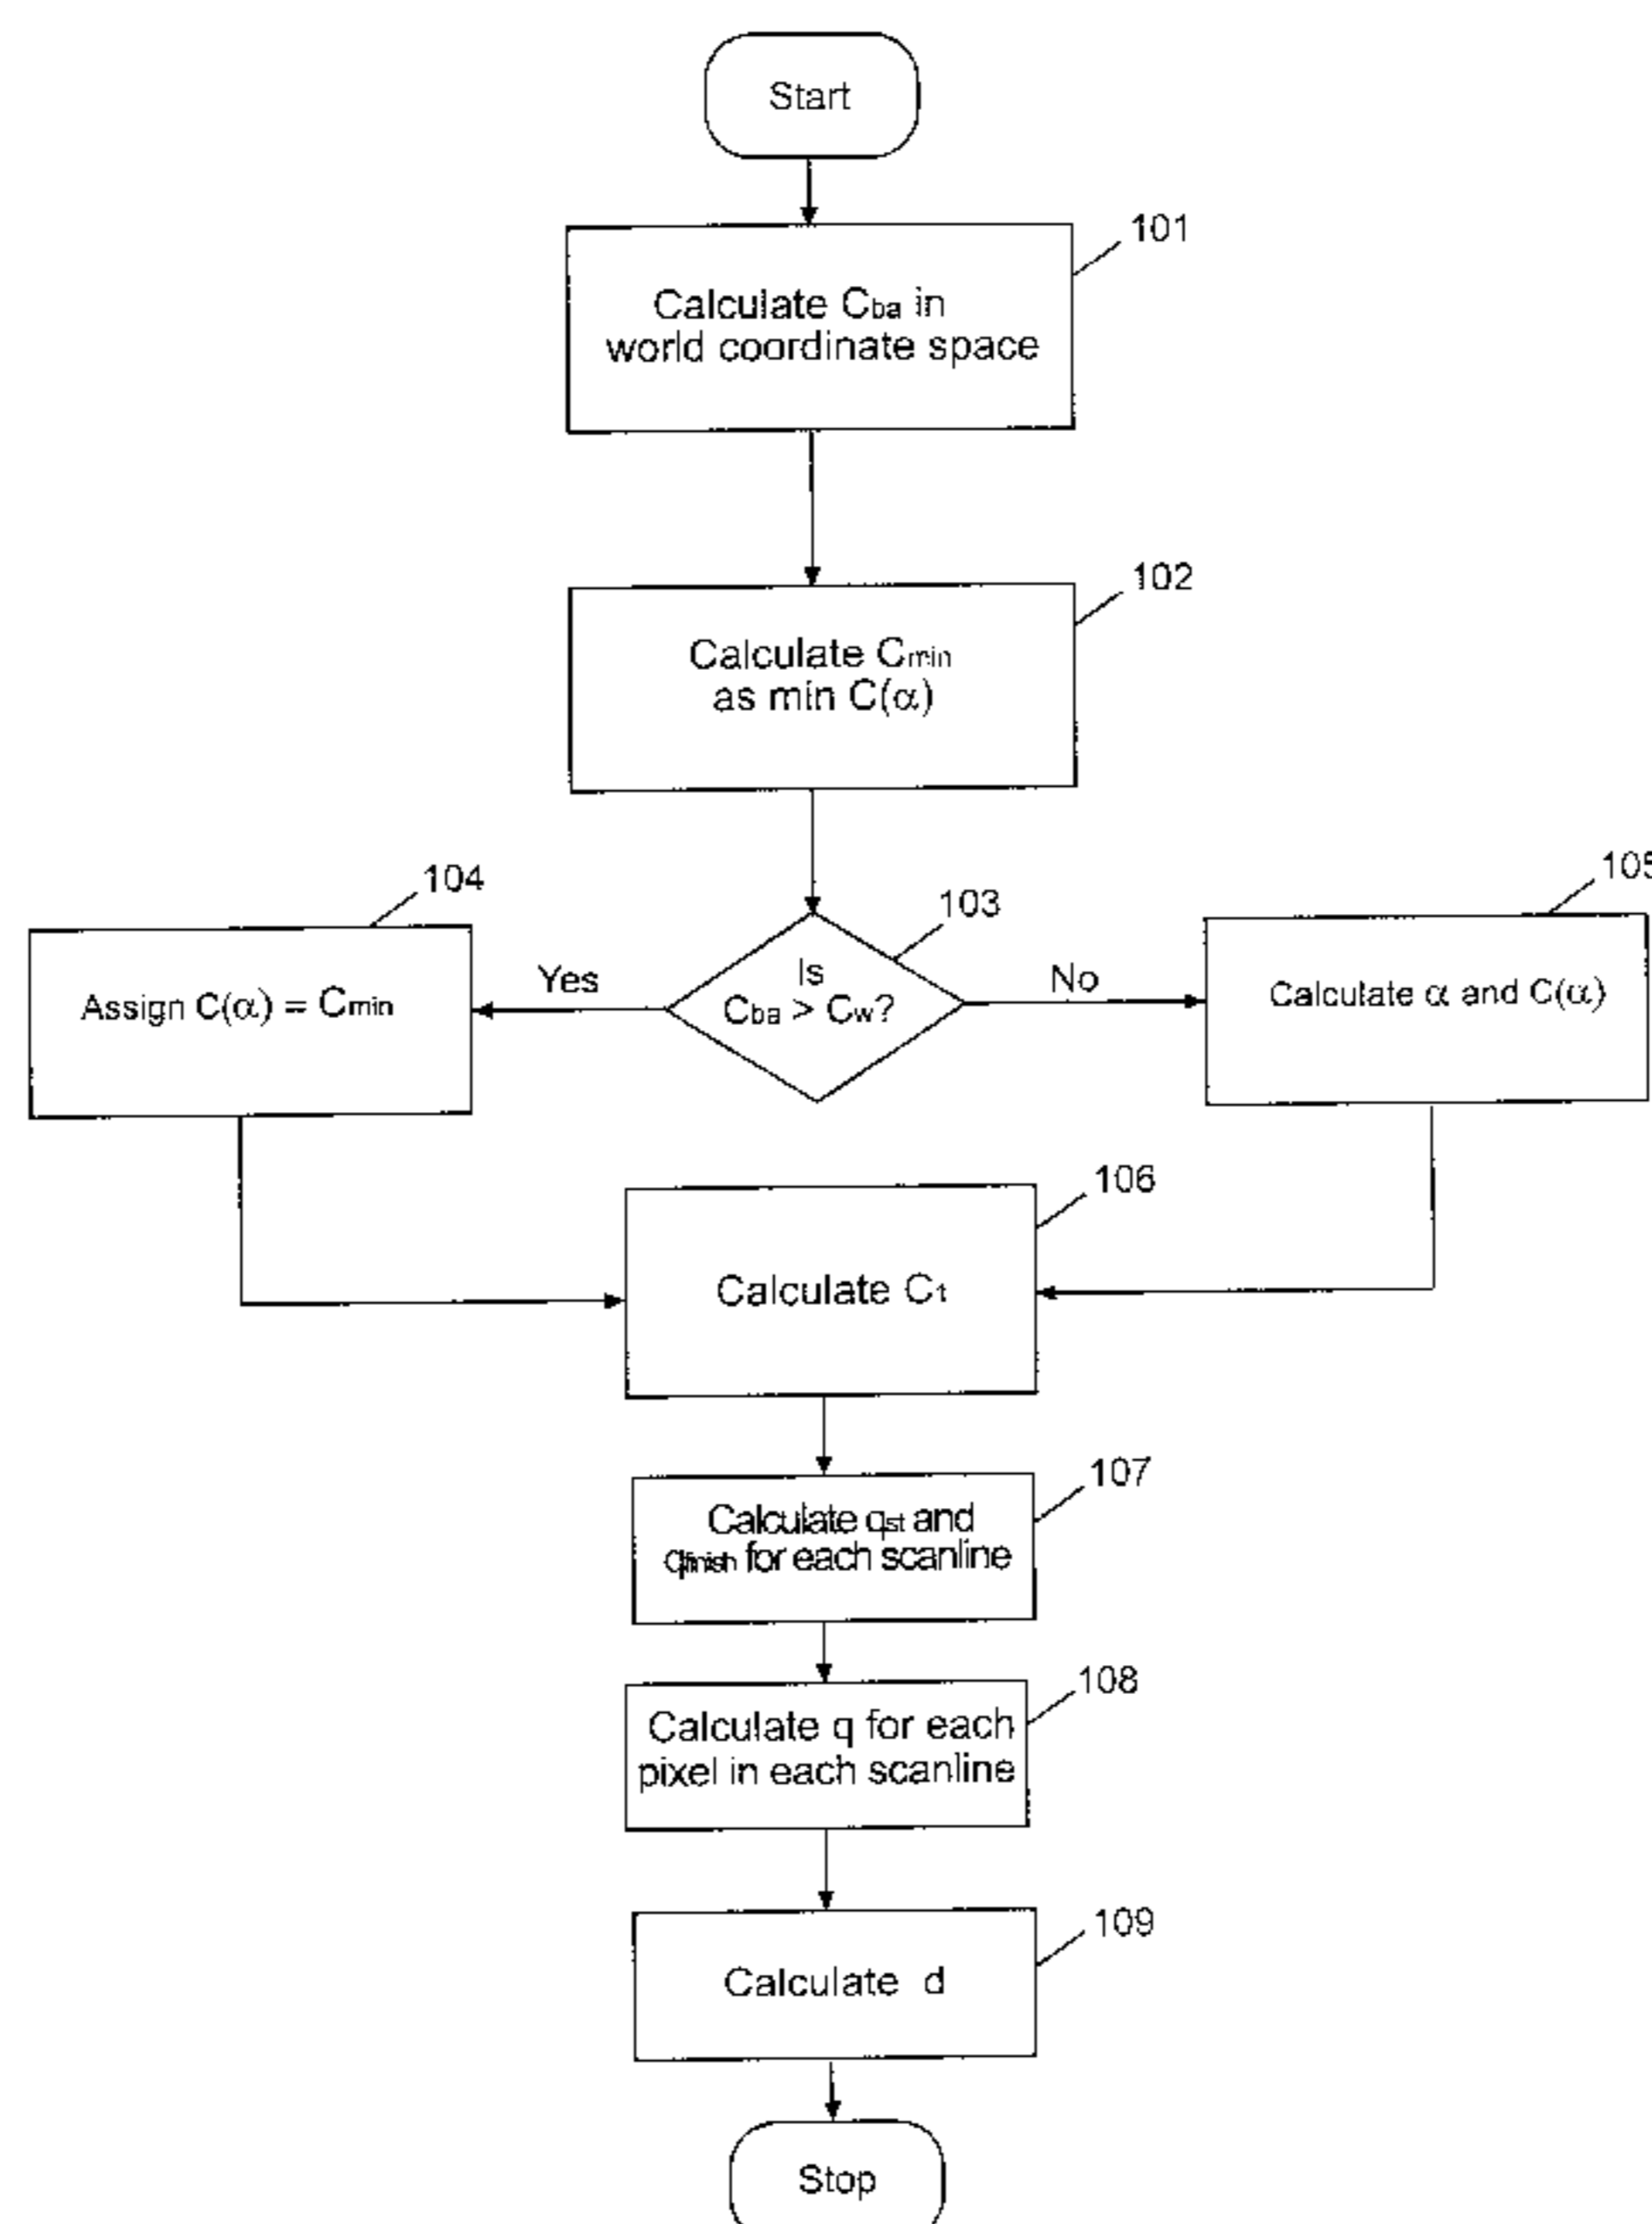 Start
101
Calculate Cba in
world coordinate space
102
Calculate Cmin
as min C(α)
103
Is
Cba > Cw?
Yes
No
104
Assign C(α) = Cmin
105
Calculate α and C(α)
106
Calculate C1
107
Calculate qst and
qfinish for each scanline
108
Calculate q for each
pixel in each scanline
109
Calculate d
Stop